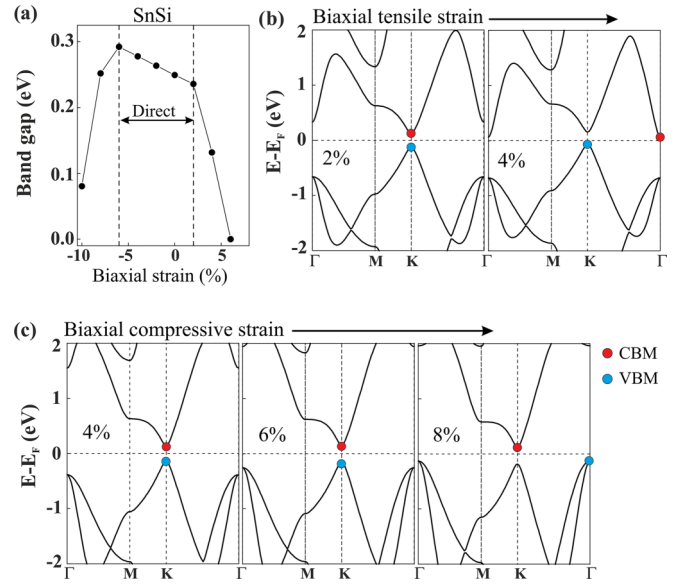 (a) SnSi
Band gap (eV)
0.3
0.2
0.1
0.0
Direct
-10 -5 0 5
Biaxial strain (%)
(b) Biaxial tensile strain
E-E_F (eV)
2
1
0
-1
-2
2%
4%
Γ M K M K Γ
(c) Biaxial compressive strain
E-E_F (eV)
2
1
0
-1
-2
4%
6%
8%
CBM
VBM
Γ M K M K M K Γ